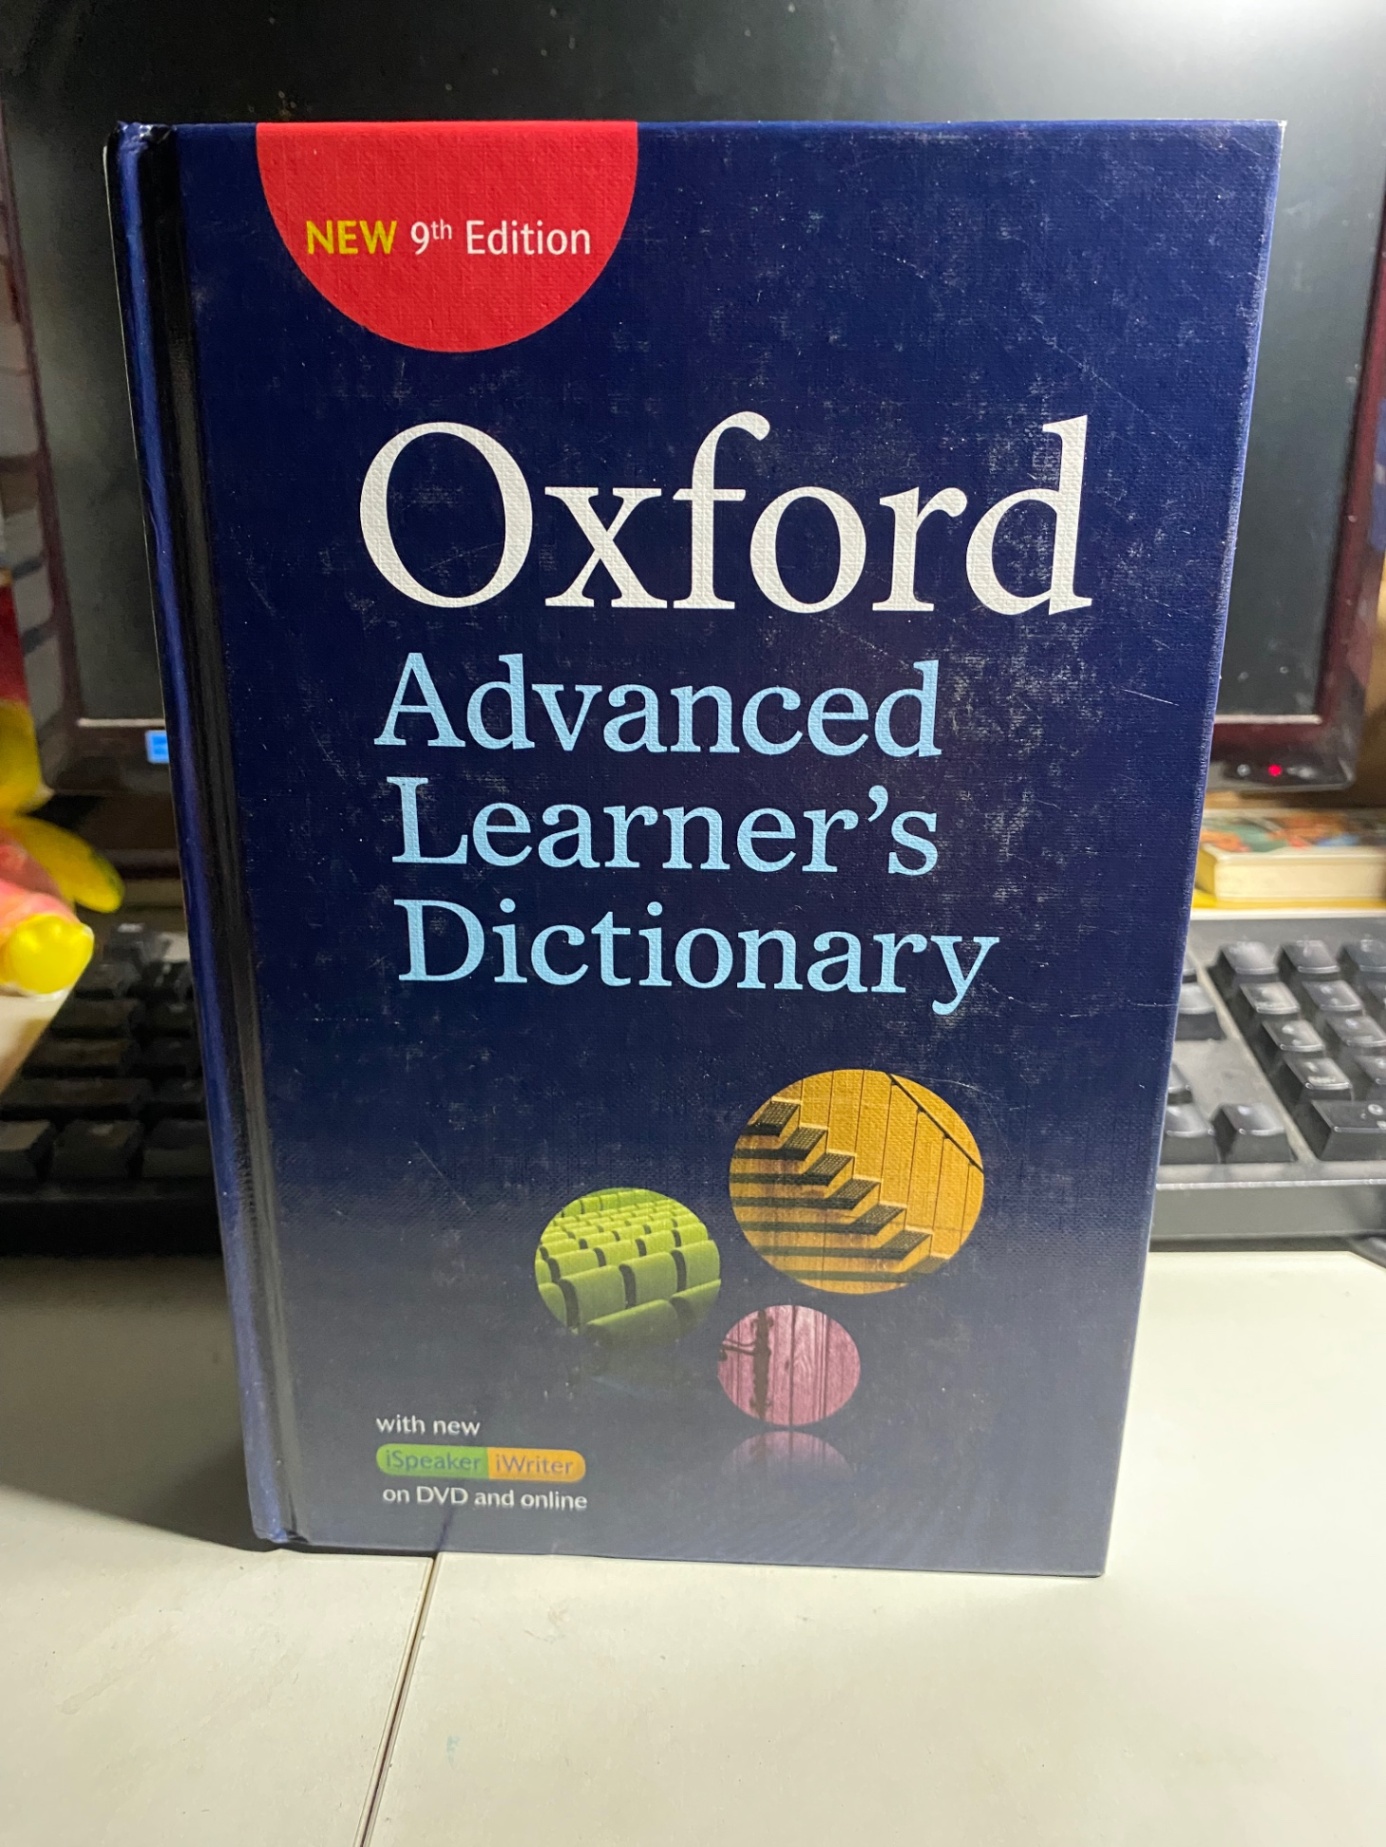 NEW 9th Edition
Oxford
Advanced
Learner's
Dictionary
with new
iSpeaker iWriter
on DVD and online